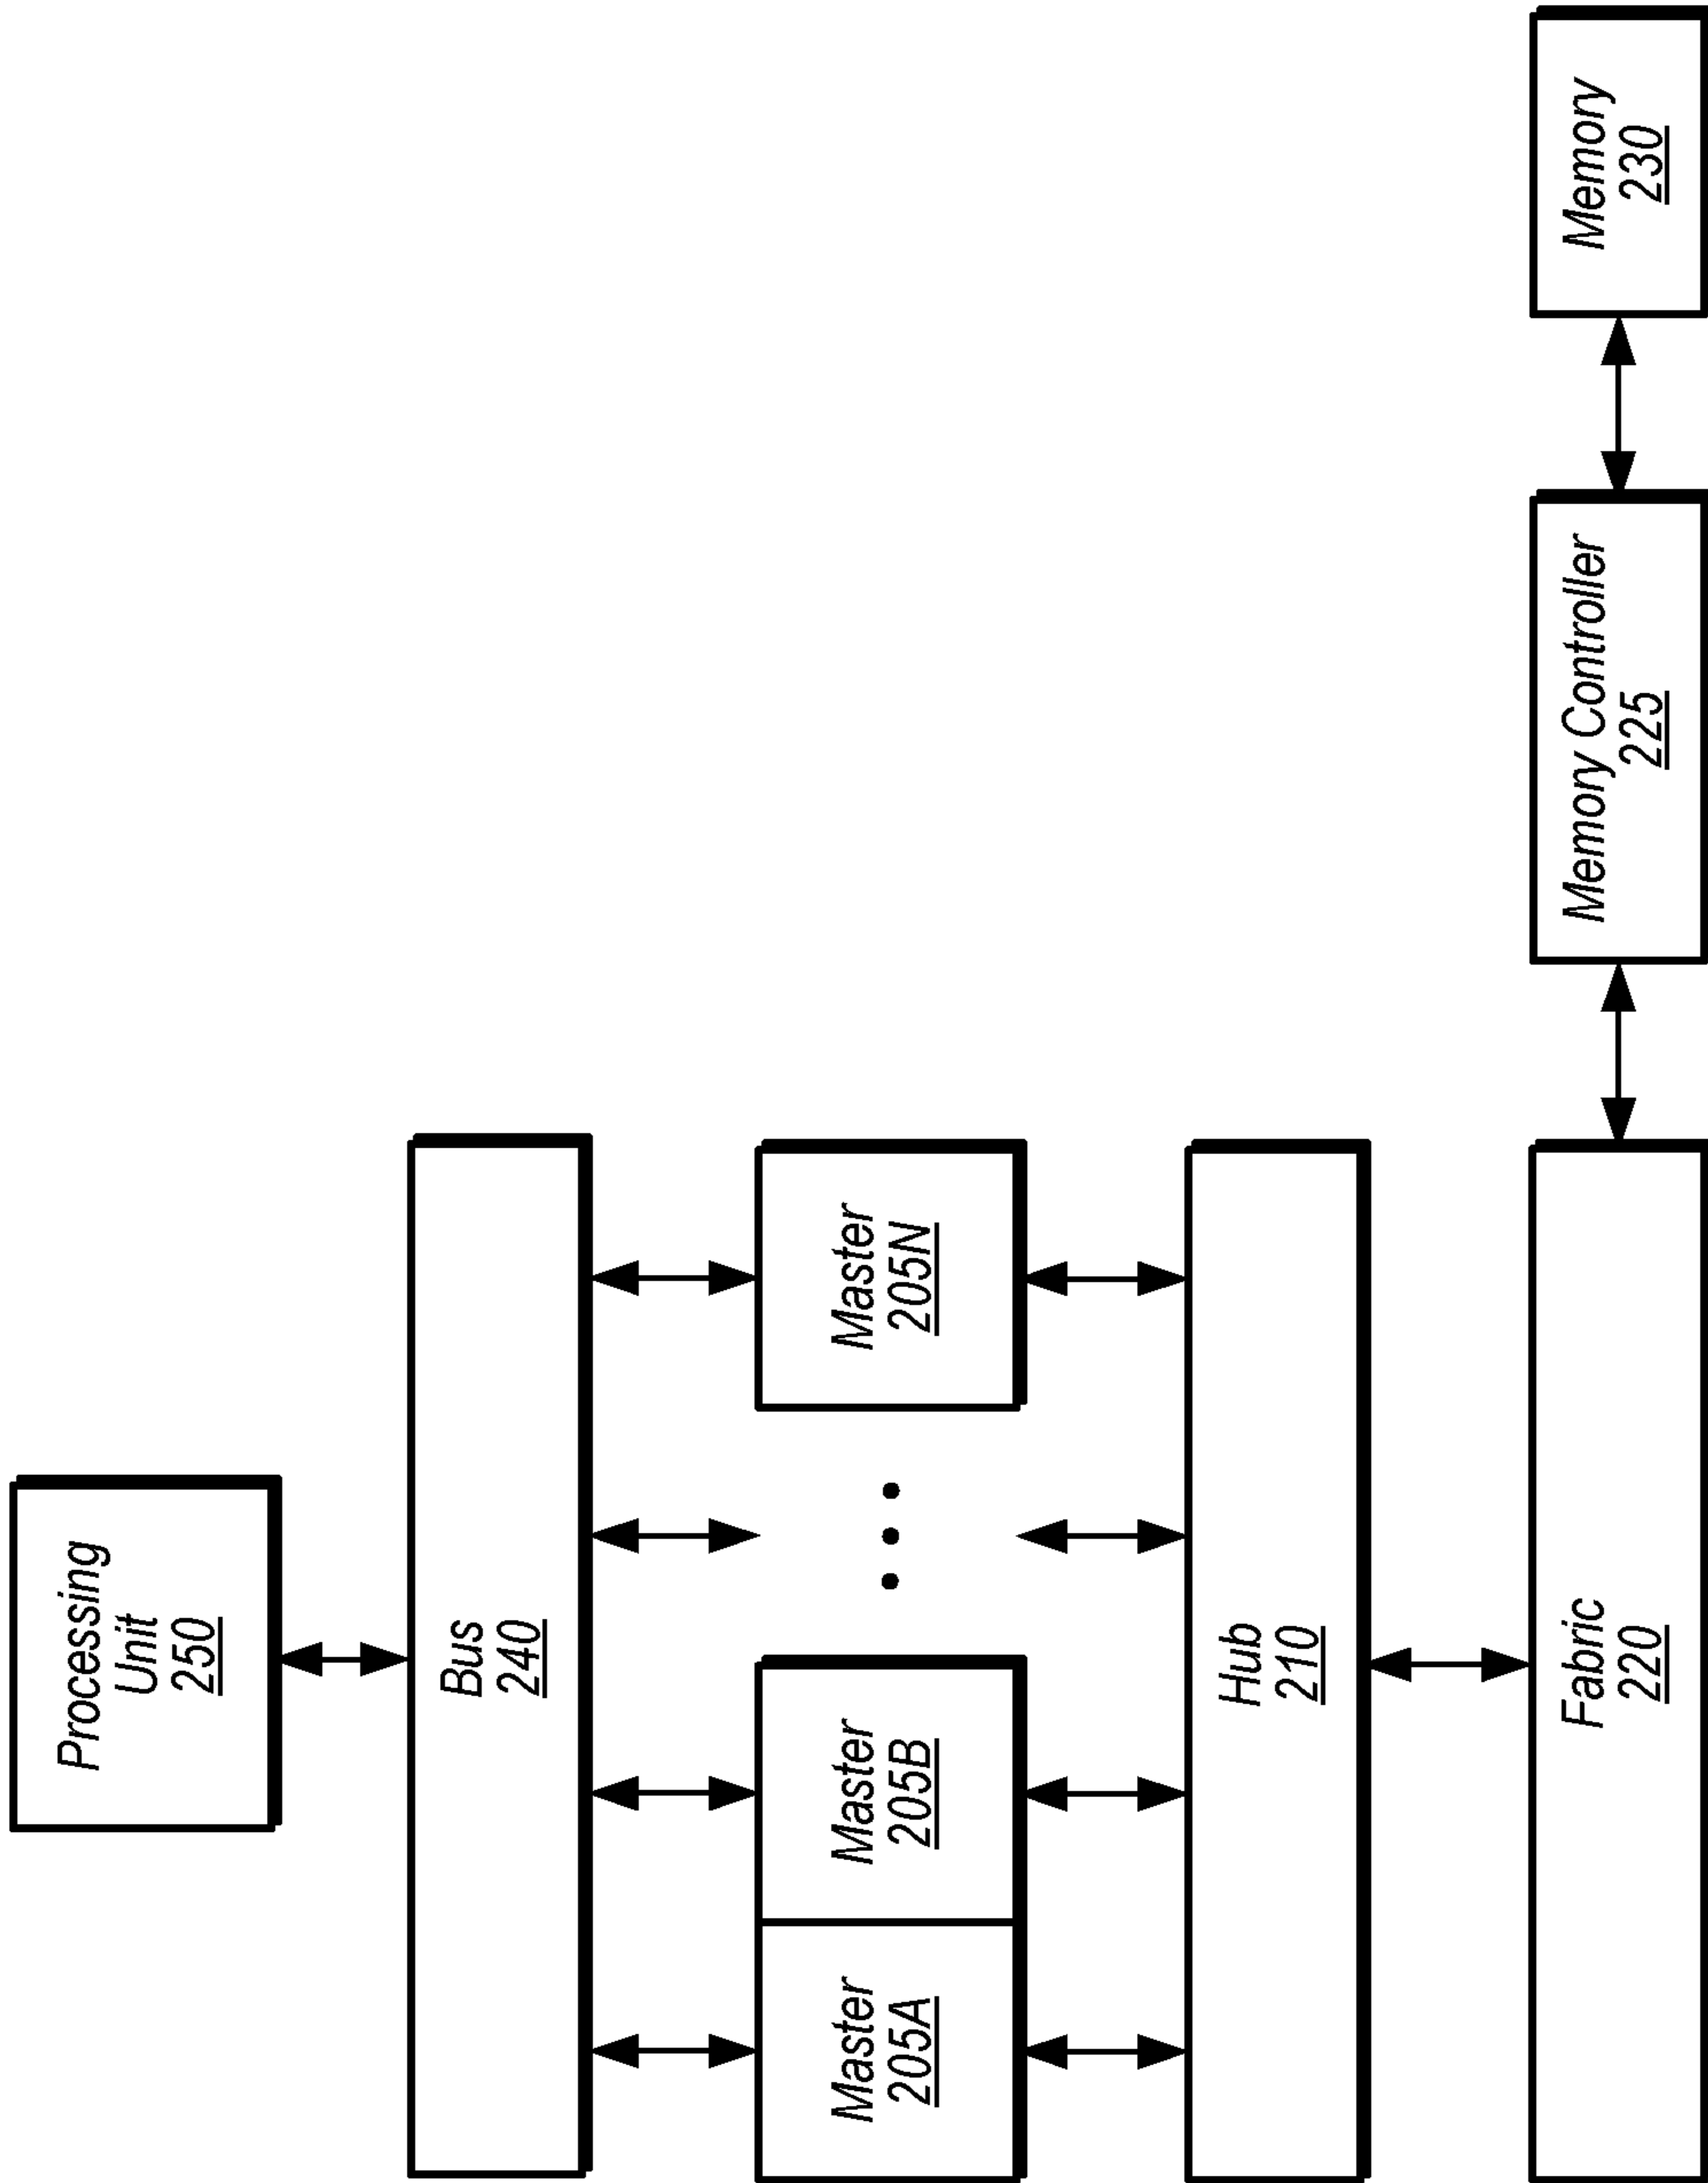 Processing
Unit
250
Bus
240
Master
205A
Master
205B
Master
205N
Hub
210
Fabric
220
Memory Controller
225
Memory
230